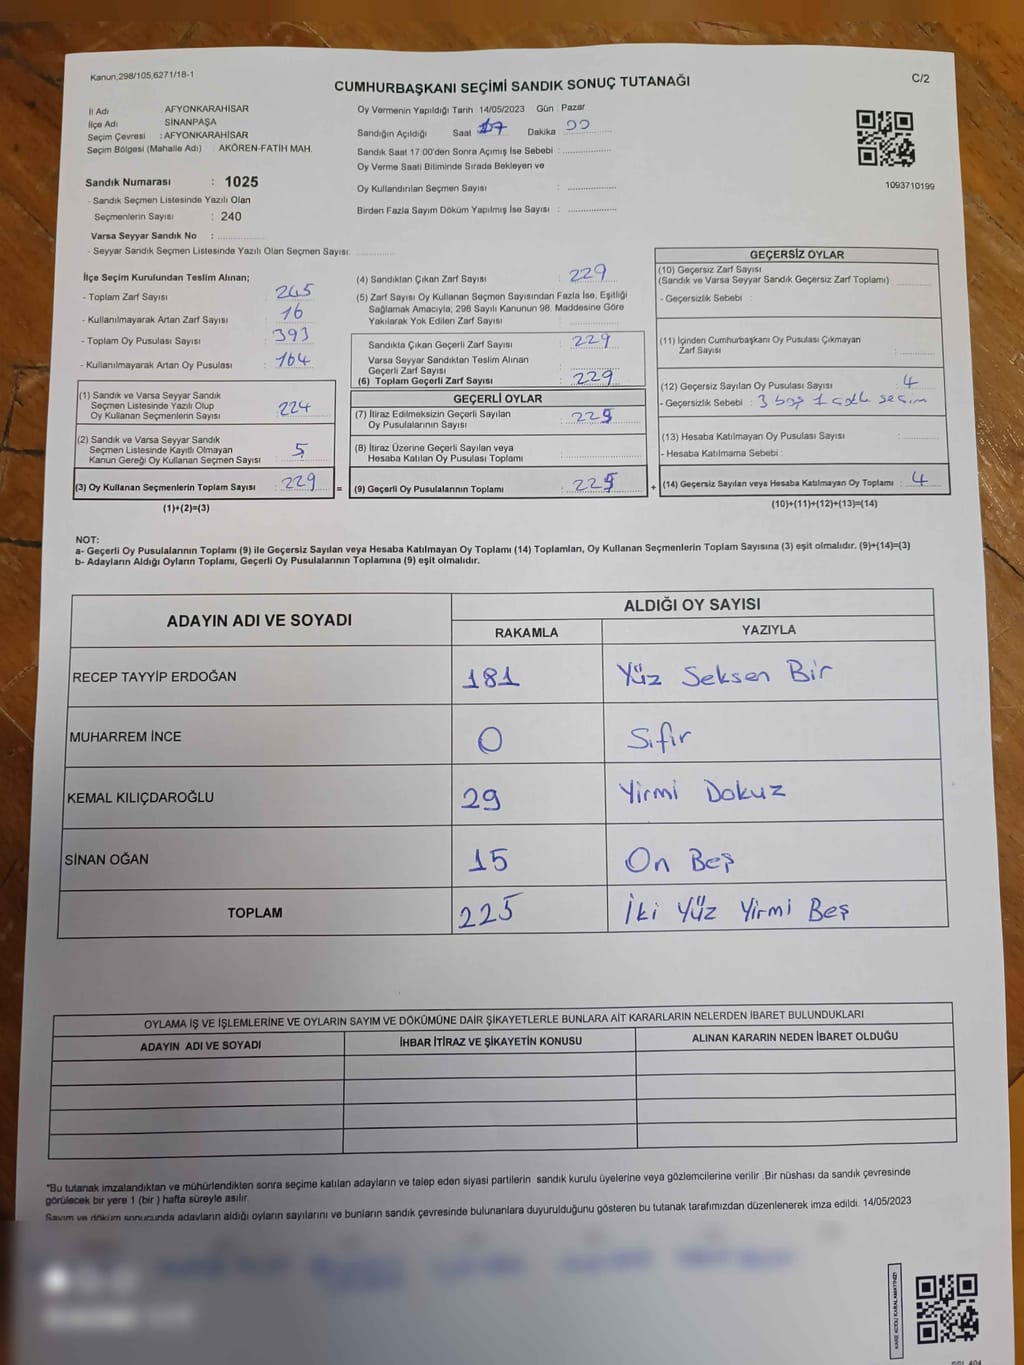 Kanun;298/105,6271/18-1
C/2
CUMHURBAŞKANI SEÇİMİ SANDIK SONUÇ TUTANAĞI
İl Adı AFYONKARAHİSAR
İlçe Adı SİNANPAŞA
Seçim Çevresi : AFYONKARAHİSAR
Seçim Bölgesi (Mahalle Adı) : AKÖREN-FATİH MAH.
Sandık Numarası : 1025
- Sandık Seçmen Listesinde Yazılı Olan
Seçmenlerin Sayısı : 240
Varsa Seyyar Sandık No :
- Seyyar Sandık Seçmen Listesinde Yazılı Olan Seçmen Sayısı:
Oy Vermenin Yapıldığı Tarih 14/05/2023 Gün : Pazar
Sandığın Açıldığı Saat 17 Dakika 00
Sandık Saat 17:00'den Sonra Açımış İse Sebebi :
Oy Verme Saati Bitiminde Sırada Bekleyen ve
Oy Kullandırılan Seçmen Sayısı :
Birden Fazla Sayım Döküm Yapılmış İse Sayısı :
1093710199
İlçe Seçim Kurulundan Teslim Alınan;
- Toplam Zarf Sayısı : 245
- Kullanılmayarak Artan Zarf Sayısı : 16
- Toplam Oy Pusulası Sayısı : 393
- Kullanılmayarak Artan Oy Pusulası : 164
(1) Sandık ve Varsa Seyyar Sandık
Seçmen Listesinde Yazılı Olup
Oy Kullanan Seçmenlerin Sayısı : 224
(2) Sandık ve Varsa Seyyar Sandık
Seçmen Listesinde Kayıtlı Olmayan
Kanun Gereği Oy Kullanan Seçmen Sayısı : 5
(3) Oy Kullanan Seçmenlerin Toplam Sayısı : 229 =
(1)+(2)=(3)
(4) Sandıktan Çıkan Zarf Sayısı : 229
(5) Zarf Sayısı Oy Kullanan Seçmen Sayısından Fazla İse, Eşitliği
Sağlamak Amacıyla; 298 Sayılı Kanunun 98. Maddesine Göre
Yakılarak Yok Edilen Zarf Sayısı :
Sandıkta Çıkan Geçerli Zarf Sayısı : 229
Varsa Seyyar Sandıktan Teslim Alınan
Geçerli Zarf Sayısı :
(6) Toplam Geçerli Zarf Sayısı : 229
GEÇERLİ OYLAR
(7) İtiraz Edilmeksizin Geçerli Sayılan
Oy Pusulalarının Sayısı : 225
(8) İtiraz Üzerine Geçerli Sayılan veya
Hesaba Katılan Oy Pusulası Toplamı :
(9) Geçerli Oy Pusulalarının Toplamı : 225 +
GEÇERSİZ OYLAR
(10) Geçersiz Zarf Sayısı
(Sandık ve Varsa Seyyar Sandık Geçersiz Zarf Toplamı) :
- Geçersizlik Sebebi :
(11) İçinden Cumhurbaşkanı Oy Pusulası Çıkmayan
Zarf Sayısı :
(12) Geçersiz Sayılan Oy Pusulası Sayısı : 4
- Geçersizlik Sebebi : 3 boş 1 çoklu seçim
(13) Hesaba Katılmayan Oy Pusulası Sayısı :
- Hesaba Katılmama Sebebi :
(14) Geçersiz Sayılan veya Hesaba Katılmayan Oy Toplamı : 4
(10)+(11)+(12)+(13)=(14)
NOT:
a- Geçerli Oy Pusulalarının Toplamı (9) ile Geçersiz Sayılan veya Hesaba Katılmayan Oy Toplamı (14) Toplamları, Oy Kullanan Seçmenlerin Toplam Sayısına (3) eşit olmalıdır. (9)+(14)=(3)
b- Adayların Aldığı Oyların Toplamı, Geçerli Oy Pusulalarının Toplamına (9) eşit olmalıdır.
ADAYIN ADI VE SOYADI ALDIĞI OY SAYISI
RAKAMLA YAZIYLA
RECEP TAYYİP ERDOĞAN 181 Yüz Seksen Bir
MUHARREM İNCE 0 Sıfır
KEMAL KILIÇDAROĞLU 29 Yirmi Dokuz
SİNAN OĞAN 15 On Beş
TOPLAM 225 İki Yüz Yirmi Beş
OYLAMA İŞ VE İŞLEMLERİNE VE OYLARIN SAYIM VE DÖKÜMÜNE DAİR ŞİKAYETLERLE BUNLARA AİT KARARLARIN NELERDEN İBARET BULUNDUKLARI
ADAYIN ADI VE SOYADI İHBAR İTİRAZ VE ŞİKAYETİN KONUSU ALINAN KARARIN NEDEN İBARET OLDUĞU
"Bu tutanak imzalandıktan ve mühürlendikten sonra seçime katılan adayların ve talep eden siyasi partilerin sandık kurulu üyelerine veya gözlemcilerine verilir .Bir nüshası da sandık çevresinde
görülecek bir yere 1 (bir ) hafta süreyle asılır.
Sayım ve döküm sonucunda adayların aldığı oyların sayılarını ve bunların sandık çevresinde bulunanlara duyurulduğunu gösteren bu tutanak tarafımızdan düzenlenerek imza edildi. 14/05/2023